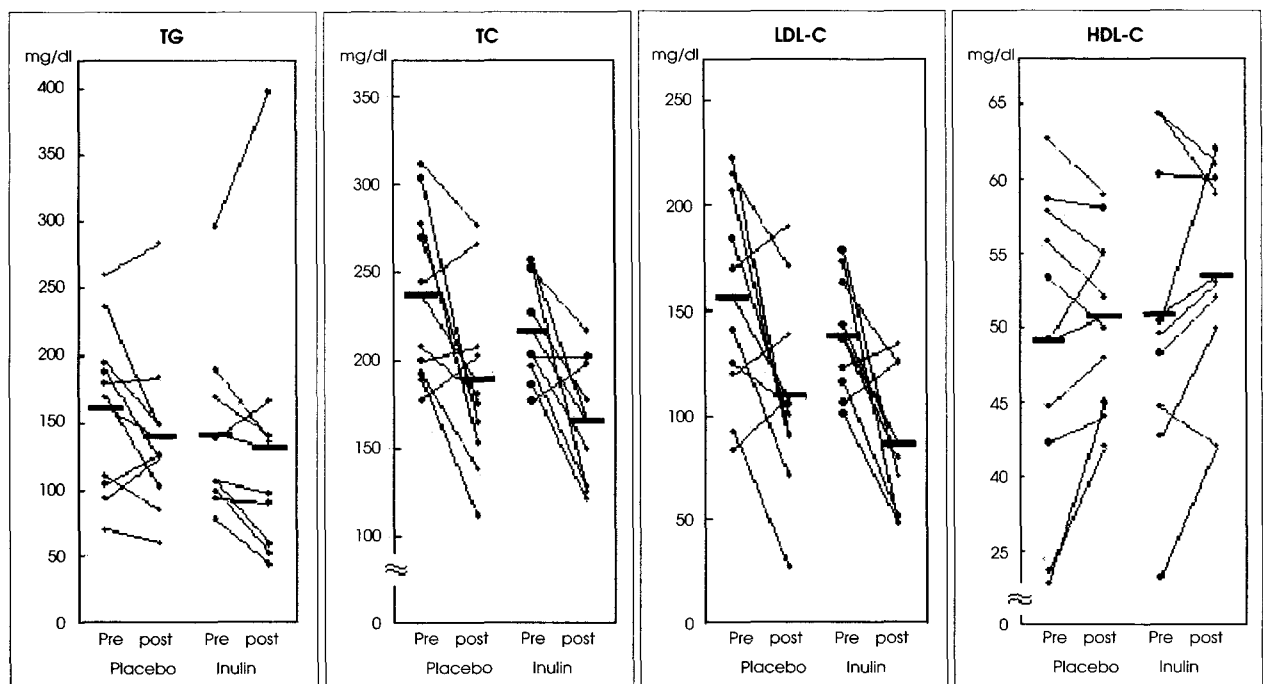 TG
mg/dl
400
350
300
250
200
150
100
50
0
Pre post Pre post
Placebo Inulin
TC
mg/dl
350
300
250
200
150
100
0
Pre post Pre post
Placebo Inulin
LDL-C
mg/dl
250
200
150
100
50
0
Pre post Pre post
Placebo Inulin
HDL-C
mg/dl
65
60
55
50
45
40
25
0
Pre post Pre post
Placebo Inulin